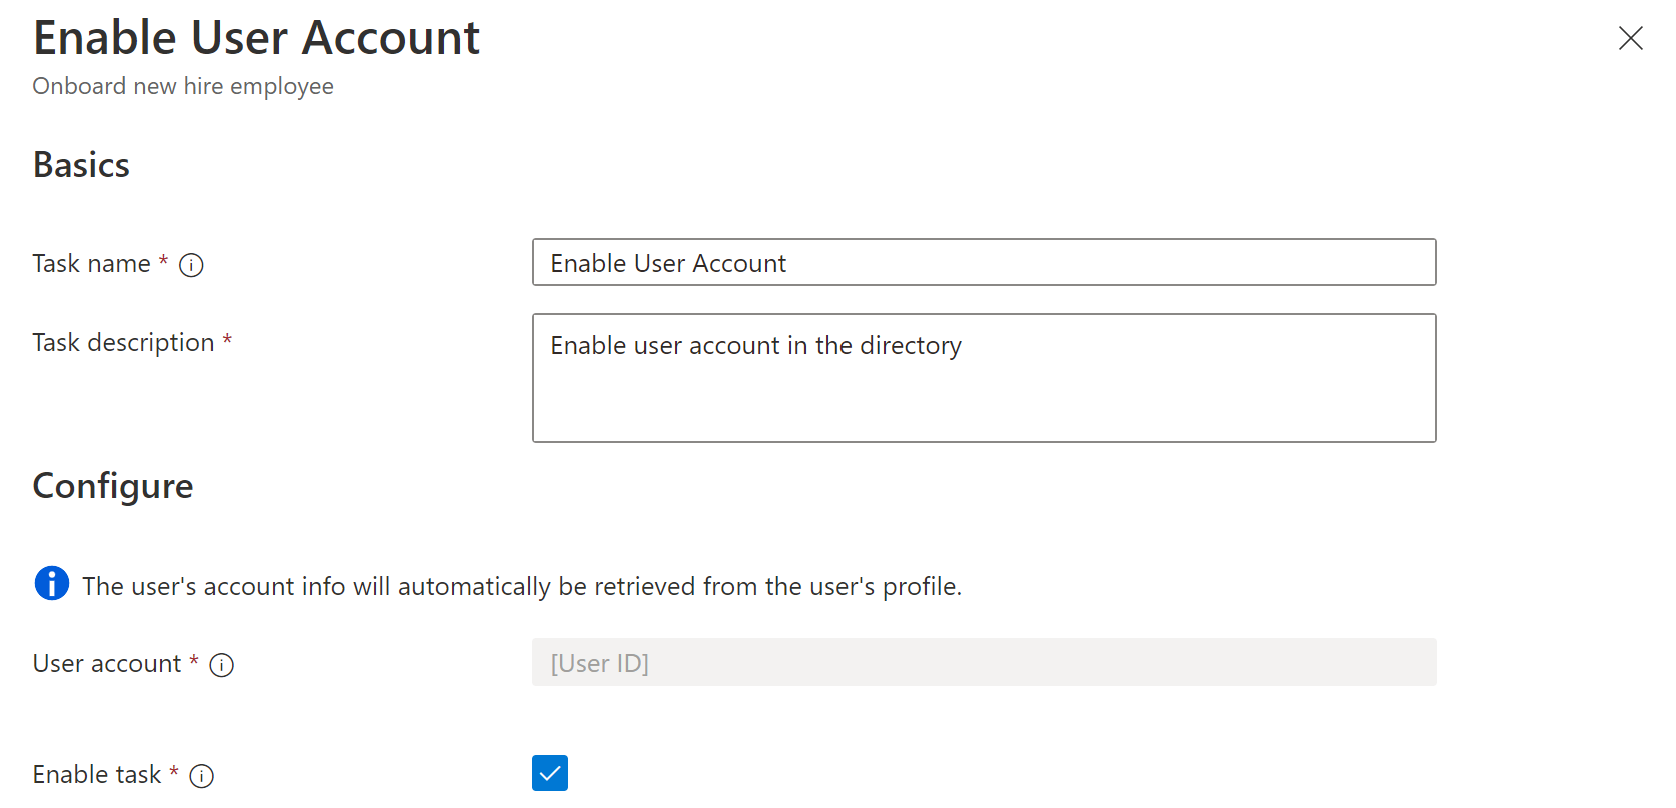 Enable User Account
Onboard new hire employee
Basics
Task name *
Enable User Account
Task description *
Enable user account in the directory
Configure
The user's account info will automatically be retrieved from the user's profile.
User account *
[User ID]
Enable task *